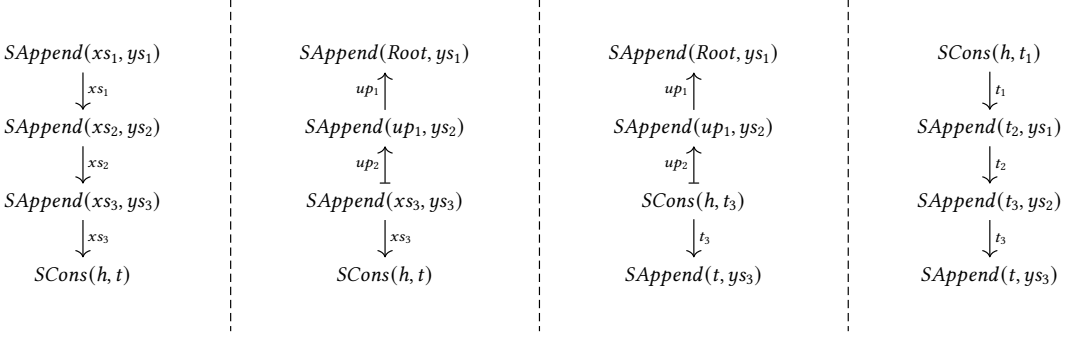 SAppend(xs₁, ys₁)
xs₁
SAppend(xs₂, ys₂)
xs₂
SAppend(xs₃, ys₃)
xs₃
SCons(h, t)
SAppend(Root, ys₁)
up₁
SAppend(up₁, ys₂)
up₂
SAppend(xs₃, ys₃)
xs₃
SCons(h, t)
SAppend(Root, ys₁)
up₁
SAppend(up₁, ys₂)
up₂
SCons(h, t₃)
t₃
SAppend(t, ys₃)
SCons(h, t₁)
t₁
SAppend(t₂, ys₁)
t₂
SAppend(t₃, ys₂)
t₃
SAppend(t, ys₃)